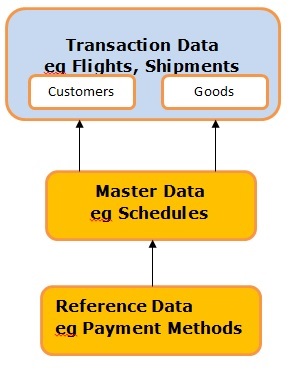 Transaction Data
eg Flights, Shipments
Customers
Goods
Master Data
eg Schedules
Reference Data
eg Payment Methods